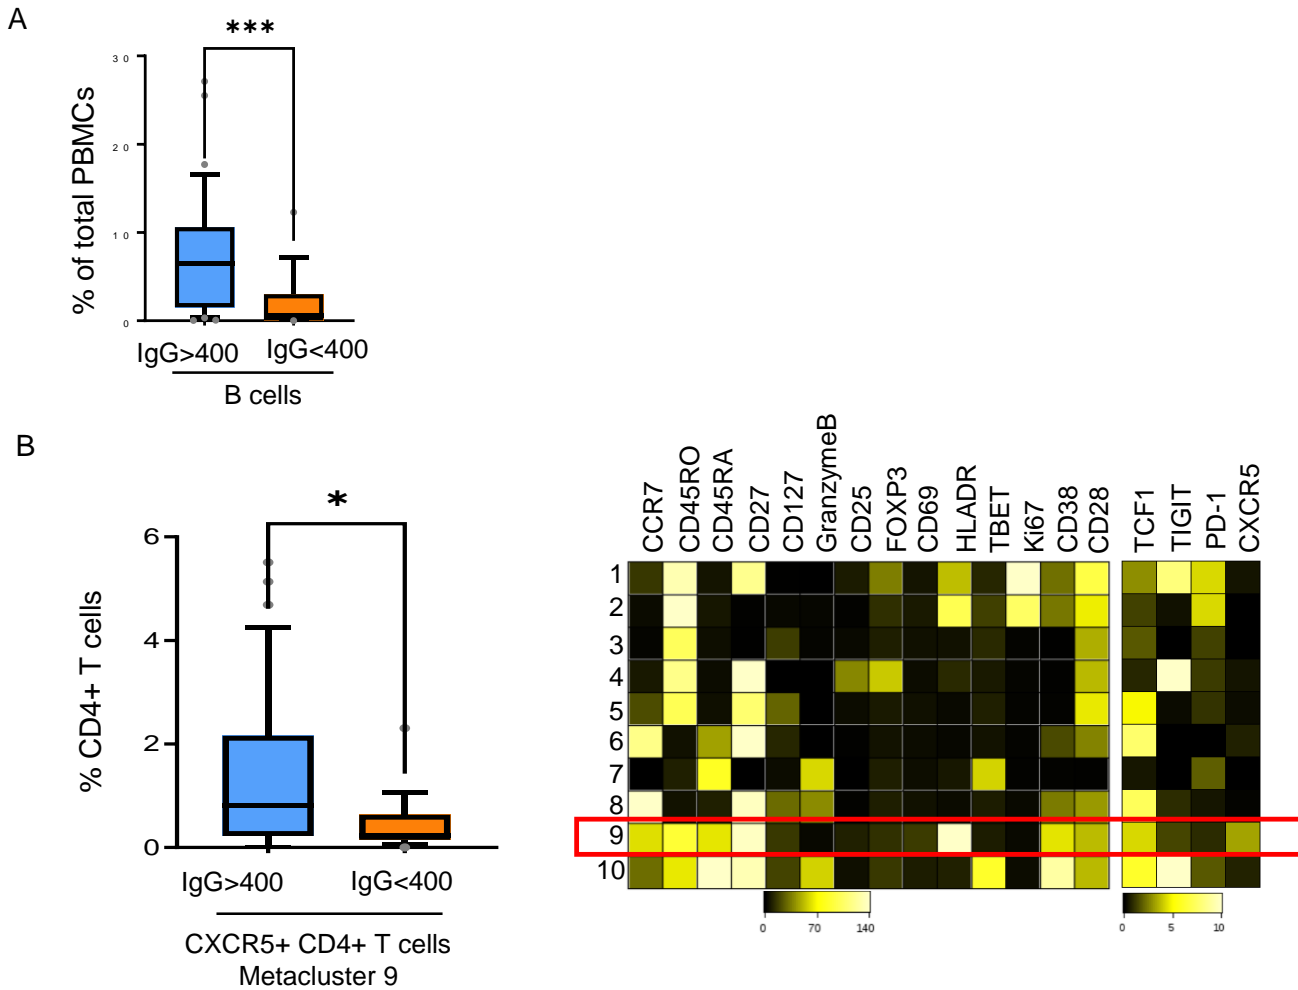 A
***
30
20
10
0
% of total PBMCs
IgG>400 IgG<400
B cells
B
*
6
4
2
0
% CD4+ T cells
IgG>400 IgG<400
CXCR5+ CD4+ T cells
Metacluster 9
CCR7 CD45RO CD45RA CD27 CD127 GranzymeB CD25 FOXP3 CD69 HLADR TBET Ki67 CD38 CD28 TCF1 TIGIT PD-1 CXCR5
1
2
3
4
5
6
7
8
9
10
0 70 140
0 5 10